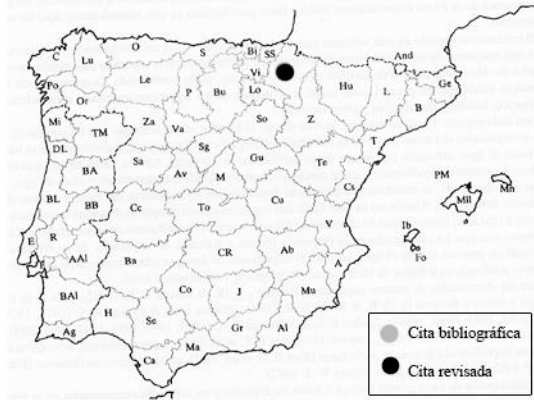 C Lu O S Bi SS And
Po Le Vi Hu L Ge
Or P Bu Lo B
Mi TM Za Va So Z T
DL
BA Sa Sg Gu Te
Av M Cs PM Mn
BL BB Cc To Cu Mll
V Ib
E R AAl CR Ab Fo
Ba A
BAl Co J Mu
H Se
Ag Gr Al
Ma
Ca
Cita bibliográfica
Cita revisada